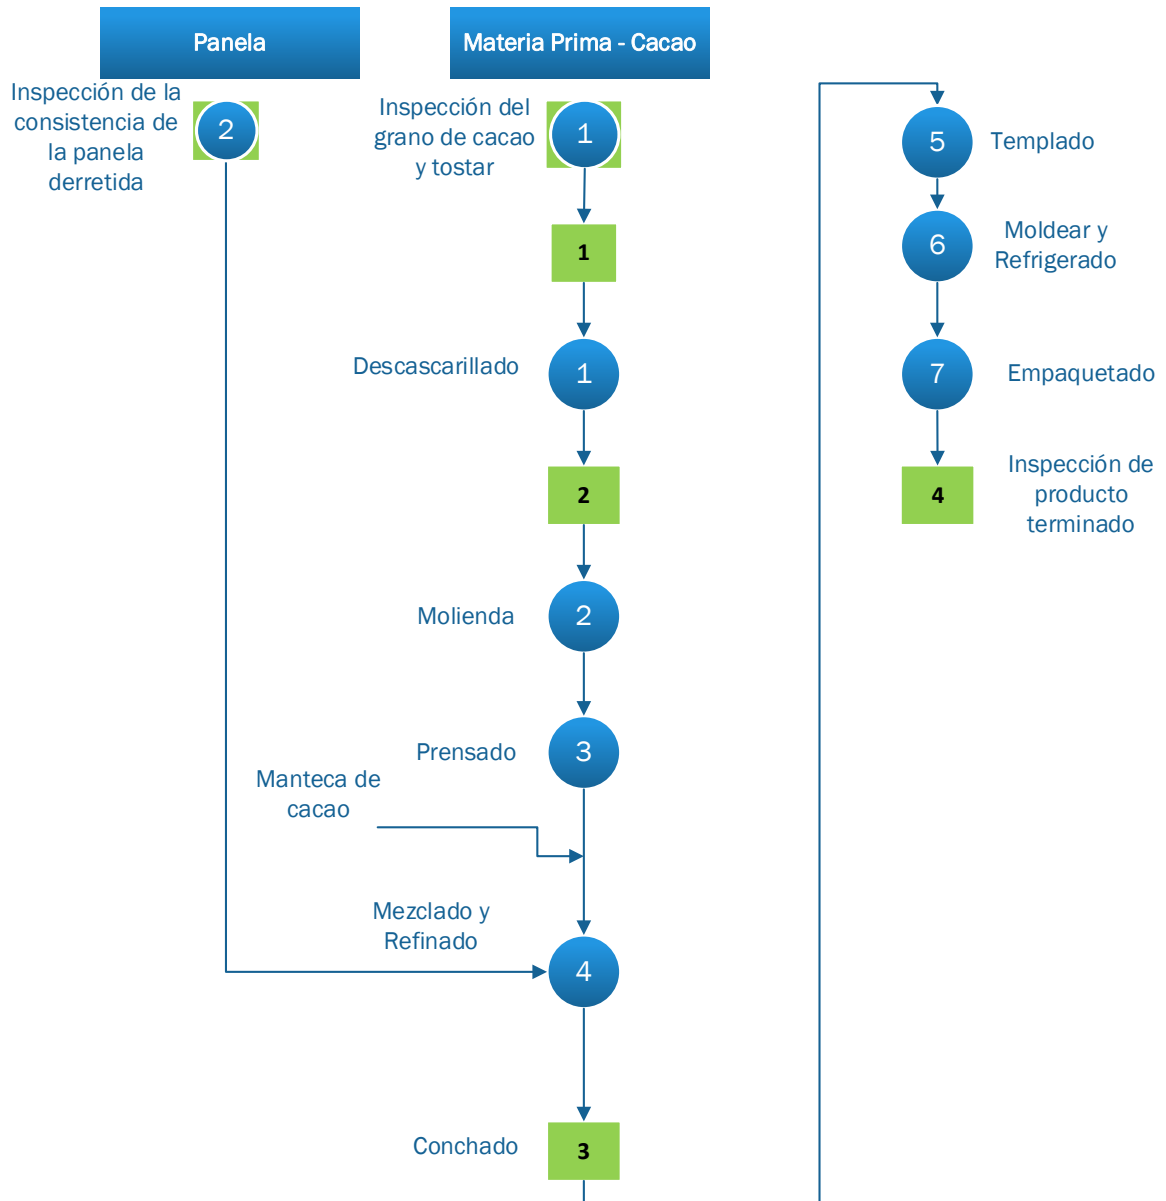 Panela
Inspección de la
consistencia de
la panela
derretida
2
Materia Prima - Cacao
Inspección del
grano de cacao
y tostar
1
1
Descascarillado
1
2
Molienda
2
Prensado
3
Manteca de
cacao
Mezclado y
Refinado
4
Conchado
3
5
Templado
6
Moldear y
Refrigerado
7
Empaquetado
4
Inspección de
producto
terminado